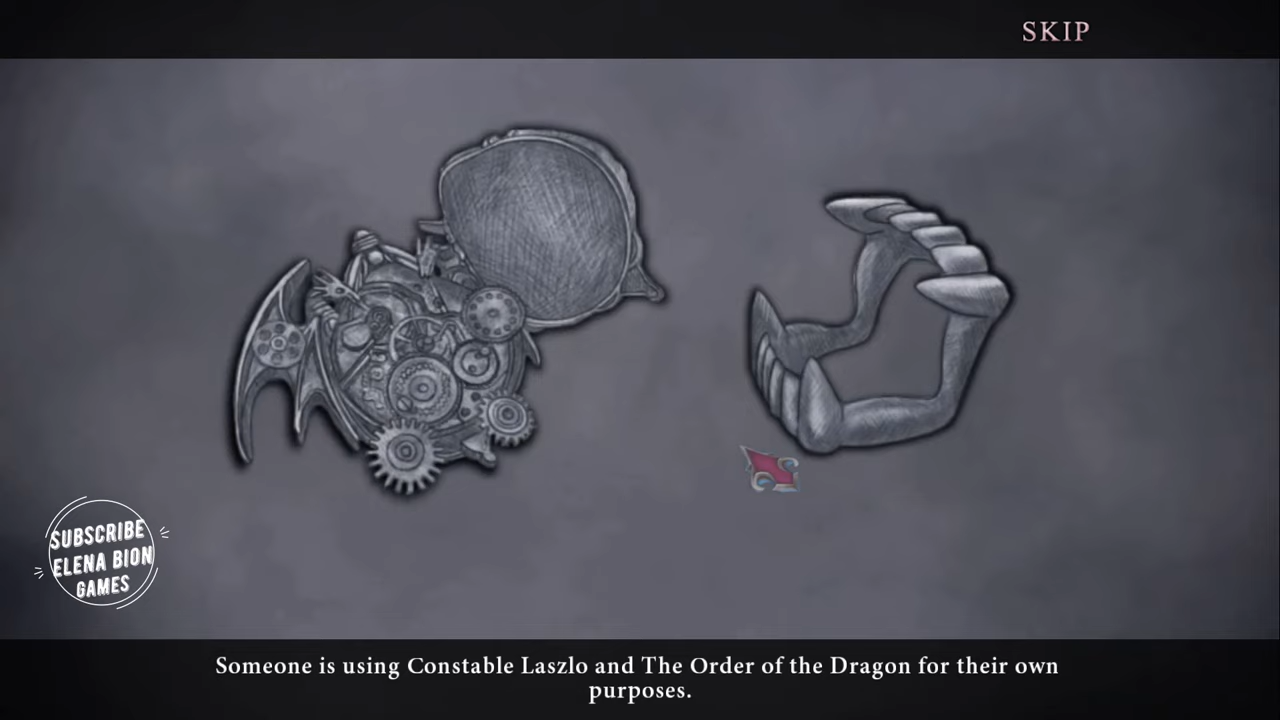 SKIP
SUBSCRIBE
ELENA BION
GAMES
Someone is using Constable Laszlo and The Order of the Dragon for their own
purposes.